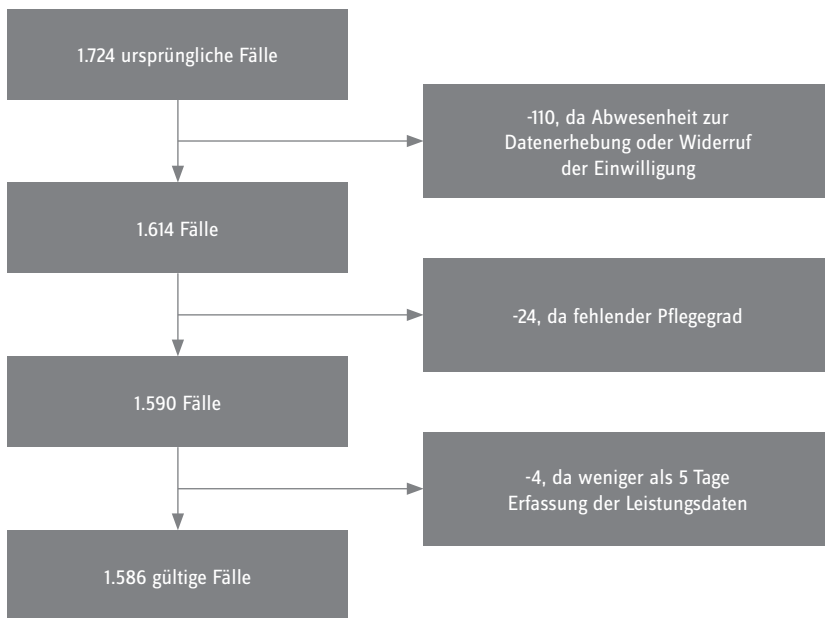 1.724 ursprüngliche Fälle
-110, da Abwesenheit zur
Datenerhebung oder Widerruf
der Einwilligung
1.614 Fälle
-24, da fehlender Pflegegrad
1.590 Fälle
-4, da weniger als 5 Tage
Erfassung der Leistungsdaten
1.586 gültige Fälle